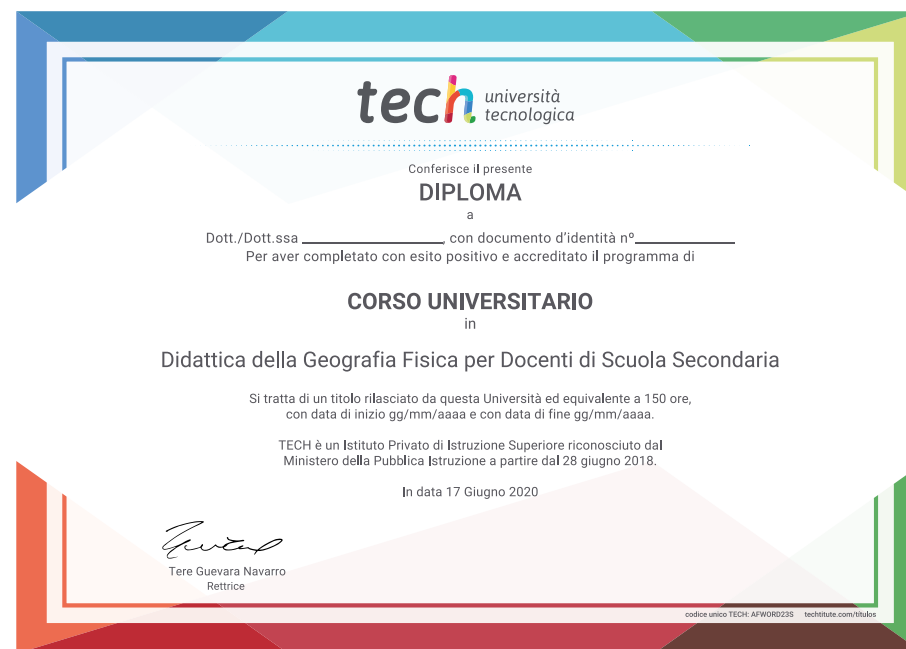 tech università
tecnologica
Conferisce il presente
DIPLOMA
a
Dott./Dott.ssa _________________, con documento d'identità nº____________
Per aver completato con esito positivo e accreditato il programma di
CORSO UNIVERSITARIO
in
Didattica della Geografia Fisica per Docenti di Scuola Secondaria
Si tratta di un titolo rilasciato da questa Università ed equivalente a 150 ore,
con data di inizio gg/mm/aaaa e con data di fine gg/mm/aaaa.
TECH è un Istituto Privato di Istruzione Superiore riconosciuto dal
Ministero della Pubblica Istruzione a partire dal 28 giugno 2018.
In data 17 Giugno 2020
Tere Guevara Navarro
Rettrice
codice unico TECH: AFWORD23S techtitute.com/titulos